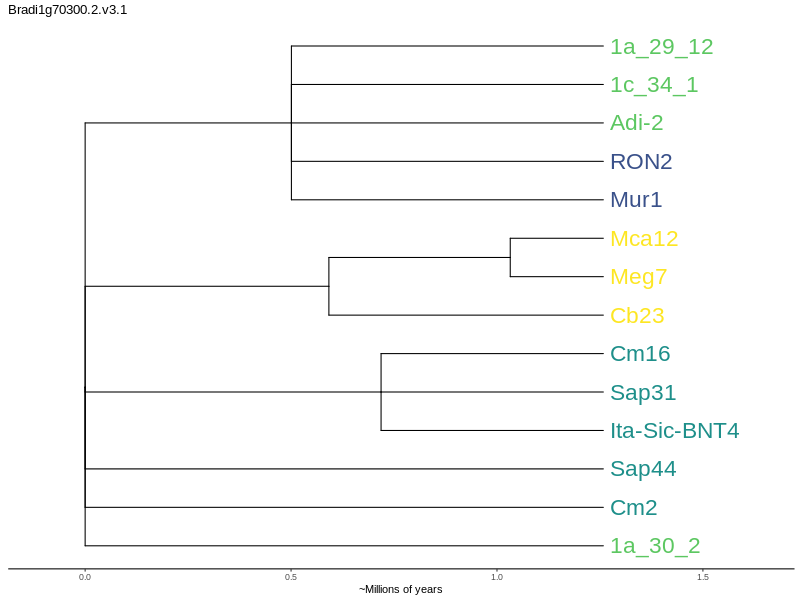 Bradi1g70300.2.v3.1
1a_29_12
1c_34_1
Adi-2
RON2
Mur1
Mca12
Meg7
Cb23
Cm16
Sap31
Ita-Sic-BNT4
Sap44
Cm2
1a_30_2
0.0 0.5 1.0 1.5
~Millions of years